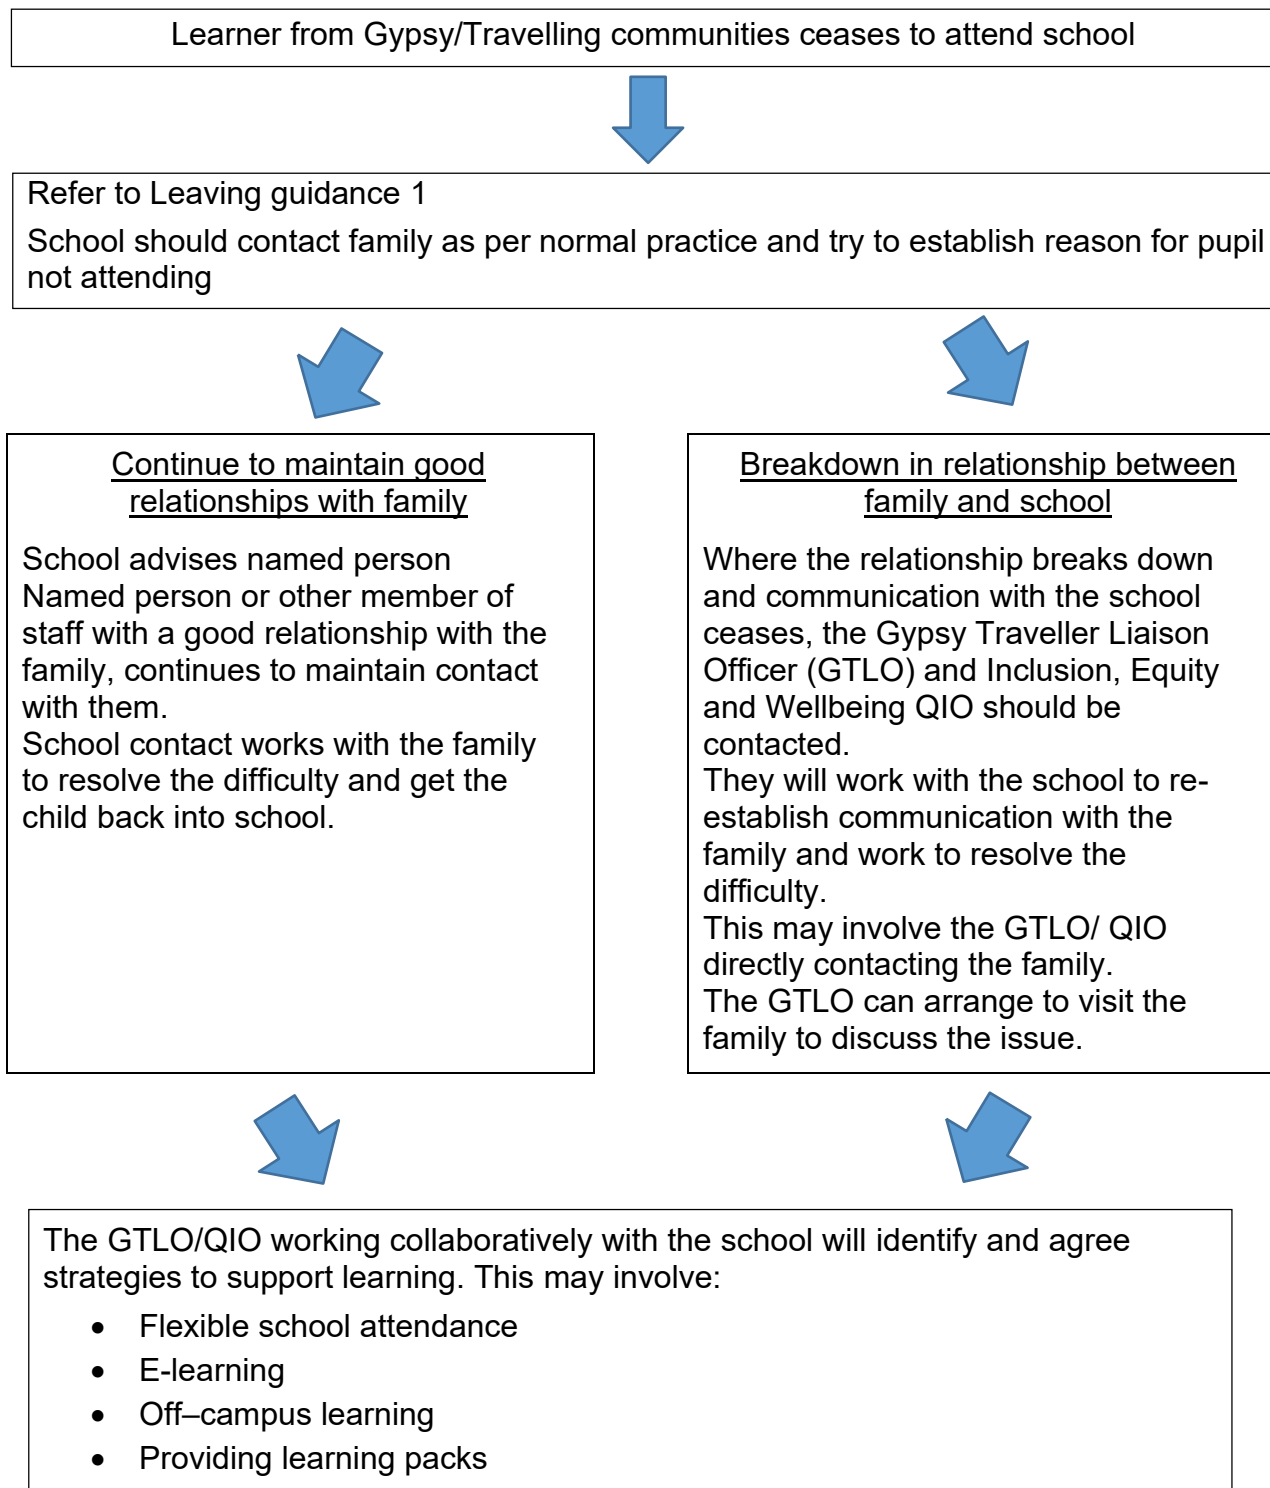 Learner from Gypsy/Travelling communities ceases to attend school
Refer to Leaving guidance 1
School should contact family as per normal practice and try to establish reason for pupil
not attending
Continue to maintain good
relationships with family
School advises named person
Named person or other member of
staff with a good relationship with the
family, continues to maintain contact
with them.
School contact works with the family
to resolve the difficulty and get the
child back into school.
Breakdown in relationship between
family and school
Where the relationship breaks down
and communication with the school
ceases, the Gypsy Traveller Liaison
Officer (GTLO) and Inclusion, Equity
and Wellbeing QIO should be
contacted.
They will work with the school to re-
establish communication with the
family and work to resolve the
difficulty.
This may involve the GTLO/ QIO
directly contacting the family.
The GTLO can arrange to visit the
family to discuss the issue.
The GTLO/QIO working collaboratively with the school will identify and agree
strategies to support learning. This may involve:
• Flexible school attendance
• E-learning
• Off–campus learning
• Providing learning packs